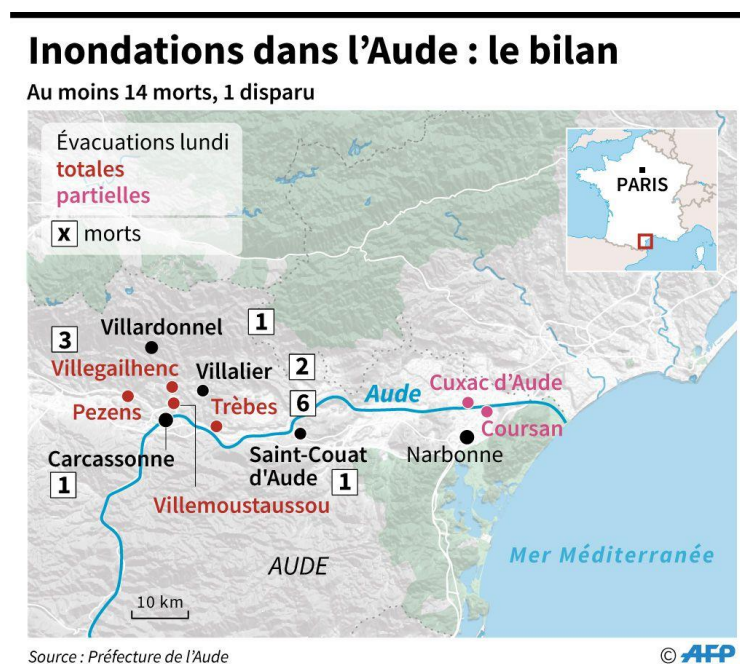 Inondations dans l'Aude : le bilan
Au moins 14 morts, 1 disparu
Évacuations lundi
totales
partielles
x morts
PARIS
Villardonnel
1
3
Villegailhenc
Villalier
2
Pezens
Trèbes
6
Aude
Cuxac d'Aude
Coursan
Carcassonne
1
Saint-Couat
d'Aude
1
Narbonne
Villemoustaussou
Mer Méditerranée
AUDE
10 km
Source : Préfecture de l'Aude
© AFP